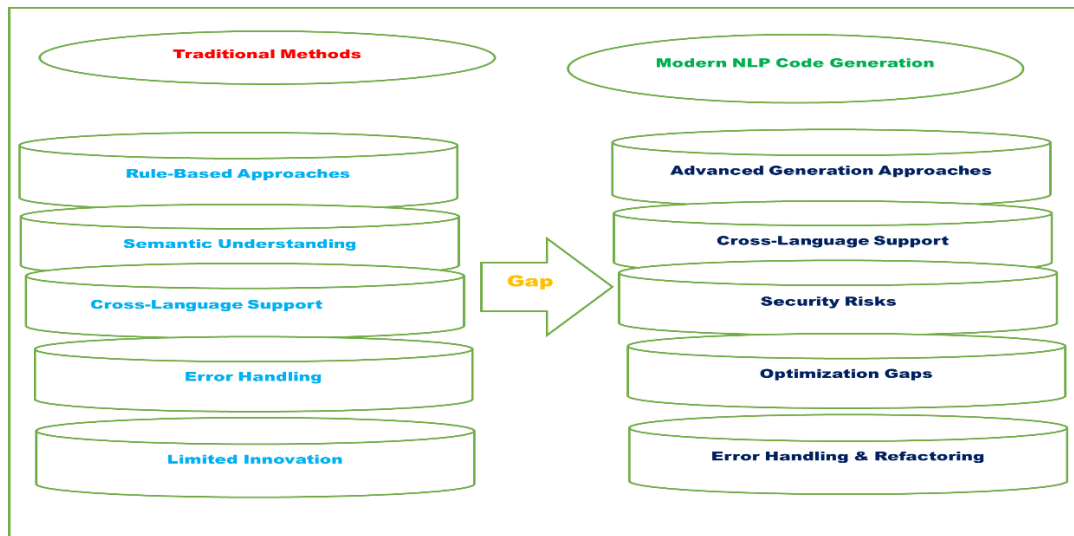 Traditional Methods
Rule-Based Approaches
Semantic Understanding
Cross-Language Support
Error Handling
Limited Innovation
Gap
Modern NLP Code Generation
Advanced Generation Approaches
Cross-Language Support
Security Risks
Optimization Gaps
Error Handling & Refactoring